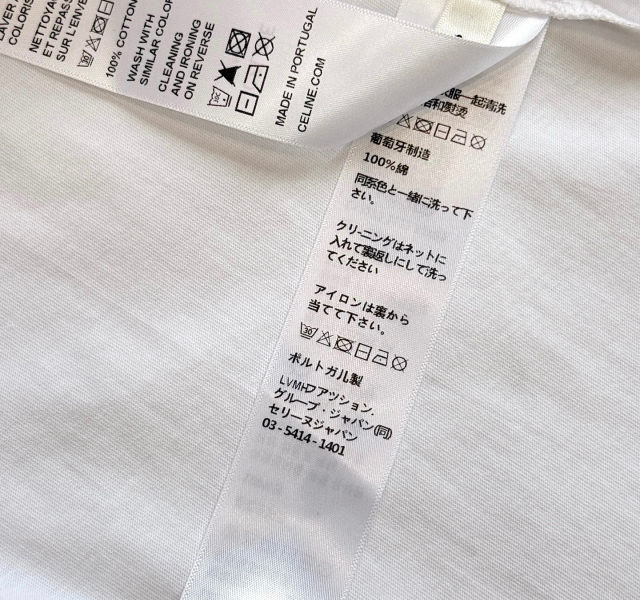 COLORIS
NETTOYA
ET REPASS
SUR L'ENVE
100% COTTON
WASH WITH
SIMILAR COLOR
CLEANING
AND IRONING
ON REVERSE
30
MADE IN PORTUGAL
CELINE.COM
一起清洗
和熨烫
葡萄牙制造
100%綿
同系色と一緒に洗って下
さい。
クリーニングはネットに
入れて裏返しにして洗っ
てください
アイロンは裏から
当てて下さい。
30
ポルトガル製
LVMHファッション.
グループ・ジャパン(同)
セリーヌジャパン
03-5414-1401